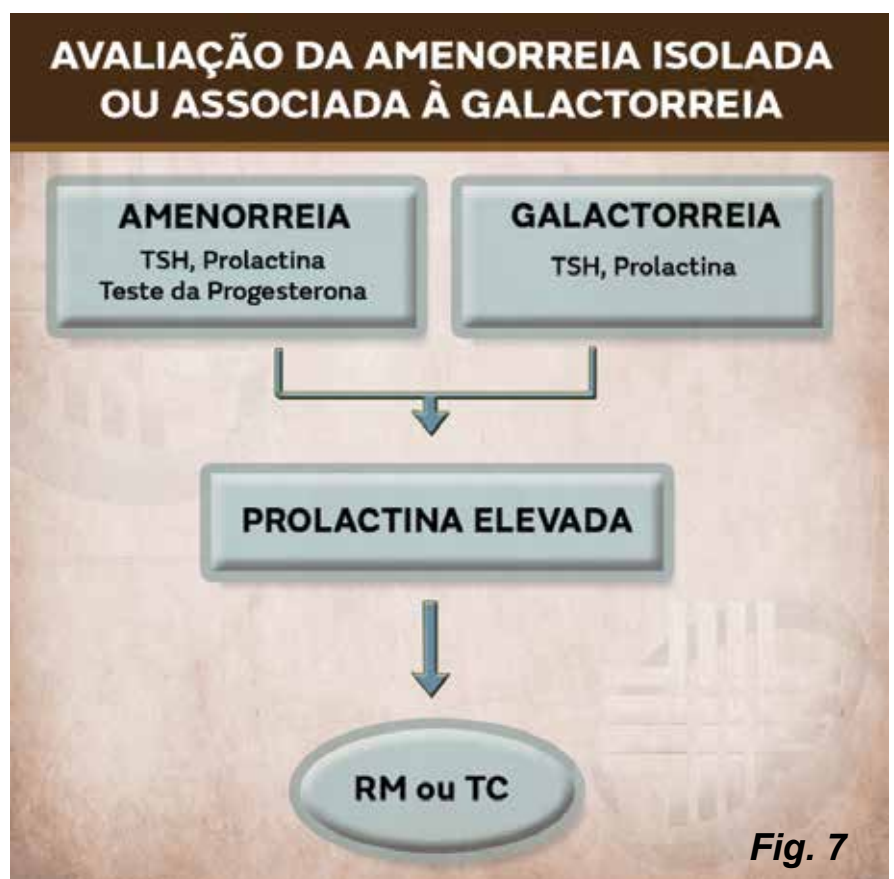 AVALIAÇÃO DA AMENORREIA ISOLADA
OU ASSOCIADA À GALACTORREIA
AMENORREIA
TSH, Prolactina
Teste da Progesterona
GALACTORREIA
TSH, Prolactina
PROLACTINA ELEVADA
RM ou TC
Fig. 7